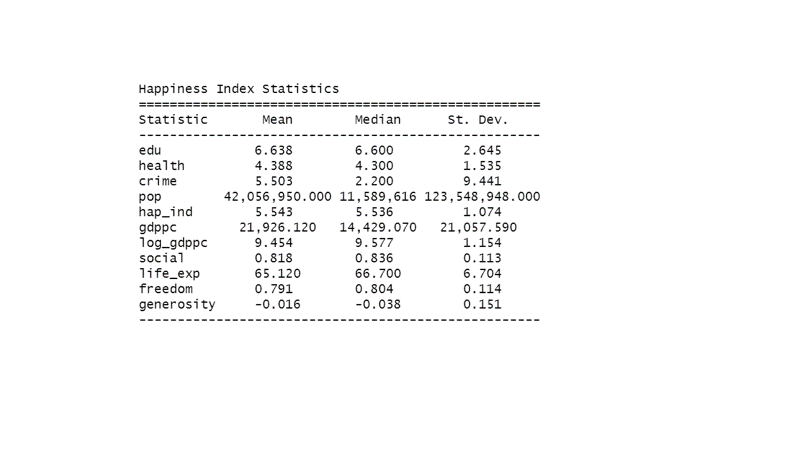 Happiness Index Statistics
====================================================
Statistic       Mean        Median      St. Dev.
----------------------------------------------------
edu            6.638        6.600         2.645
health         4.388        4.300         1.535
crime          5.503        2.200         9.441
pop        42,056,950.000 11,589,616 123,548,948.000
hap_ind        5.543        5.536         1.074
gdppc        21,926.120   14,429.070   21,057.590
log_gdppc      9.454        9.577         1.154
social         0.818        0.836         0.113
life_exp       65.120       66.700        6.704
freedom        0.791        0.804         0.114
generosity     -0.016       -0.038        0.151
----------------------------------------------------